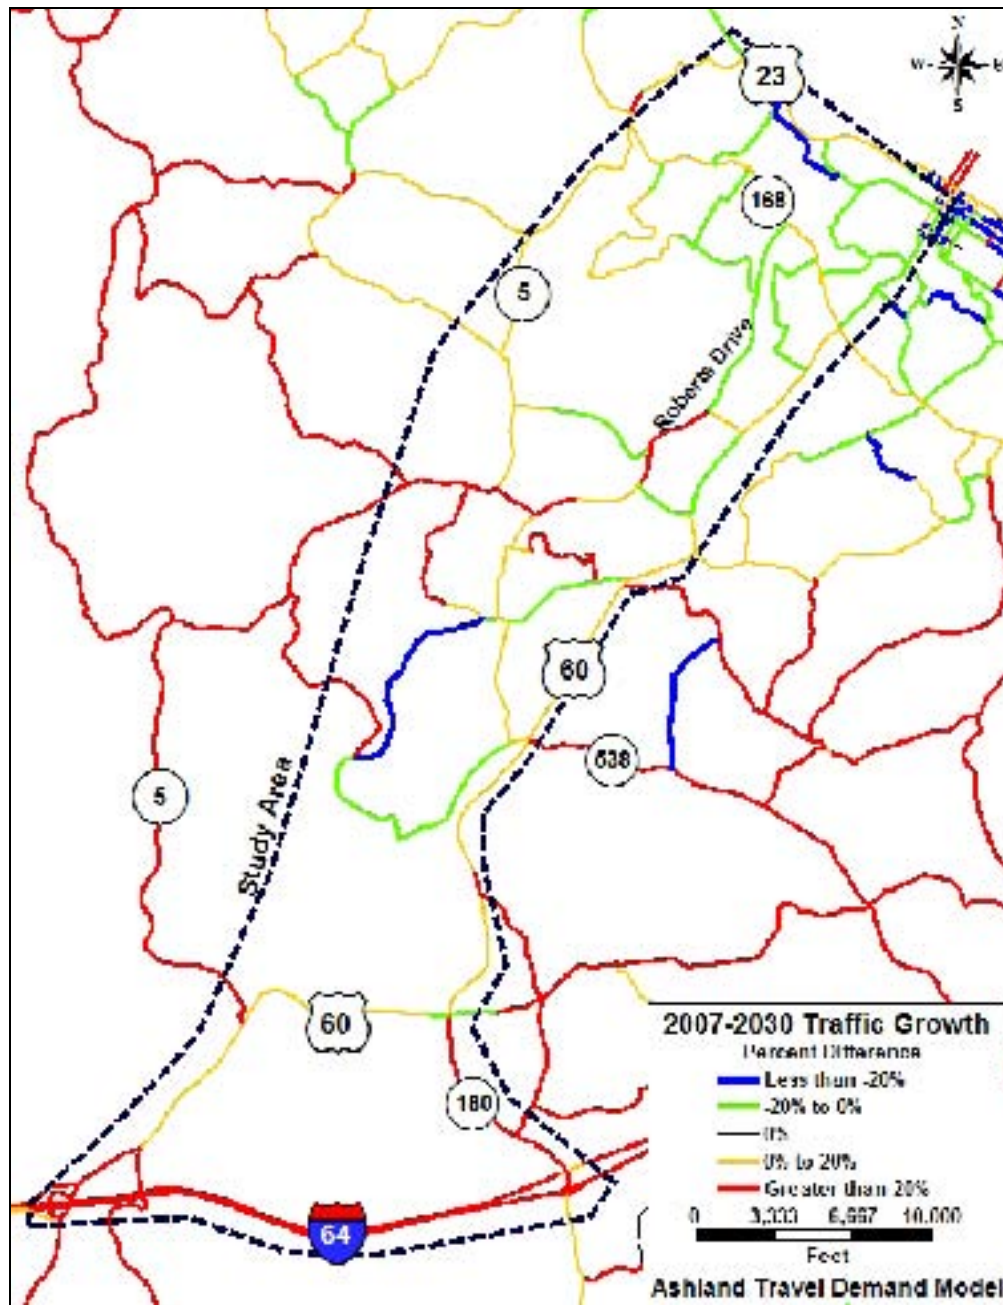 N
W
E
S
23
168
5
Roberts Drive
60
538
5
Study Area
60
180
64
2007-2030 Traffic Growth
Percent Difference
Less than -20%
-20% to 0%
0%
0% to 20%
Greater than 20%
0 3,333 6,667 10,000
Feet
Ashland Travel Demand Model